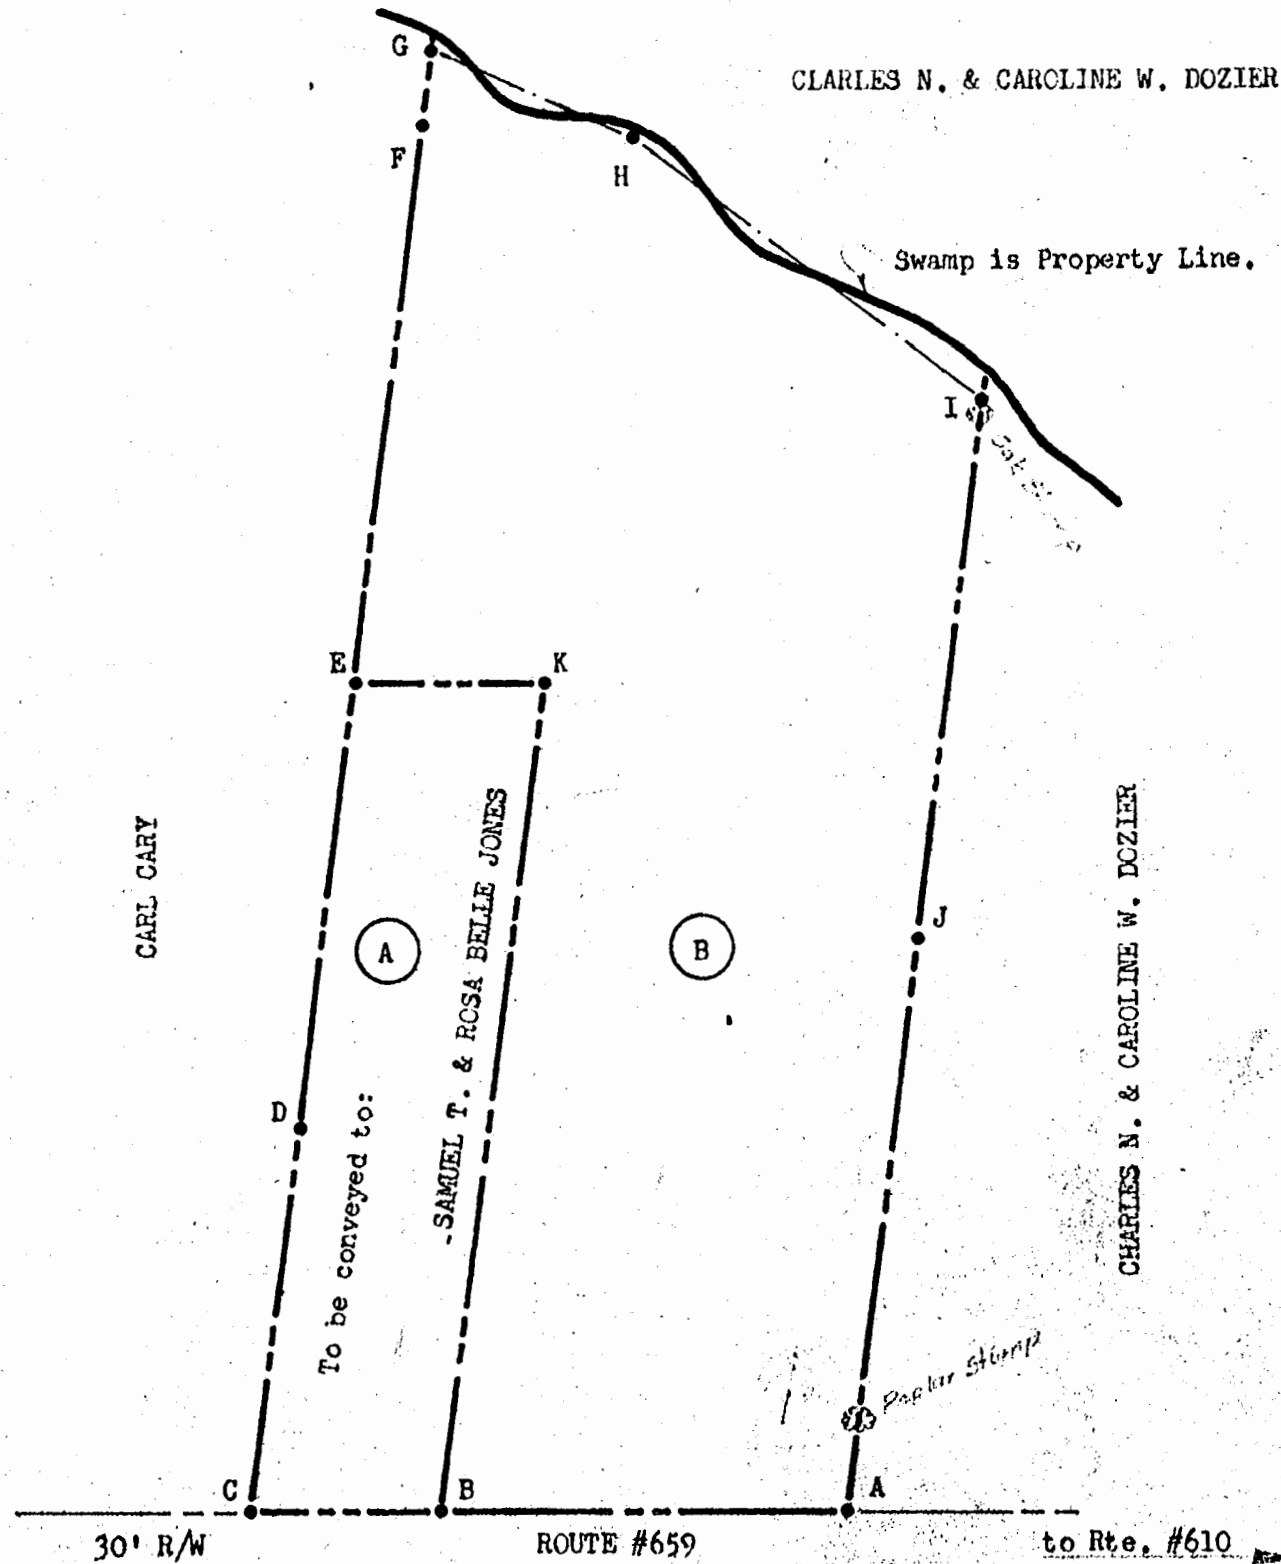 G
CLARLES N. & CAROLINE W. DOZIER
F
H
Swamp is Property Line.
I
E
K
CARL CARY
A
SAMUEL T. & ROSA BELLE JONES
B
J
CHARLES N. & CAROLINE W. DOZIER
D
To be conveyed to:
Poplar Stump
C
B
A
30' R/W
ROUTE #659
to Rte. #610